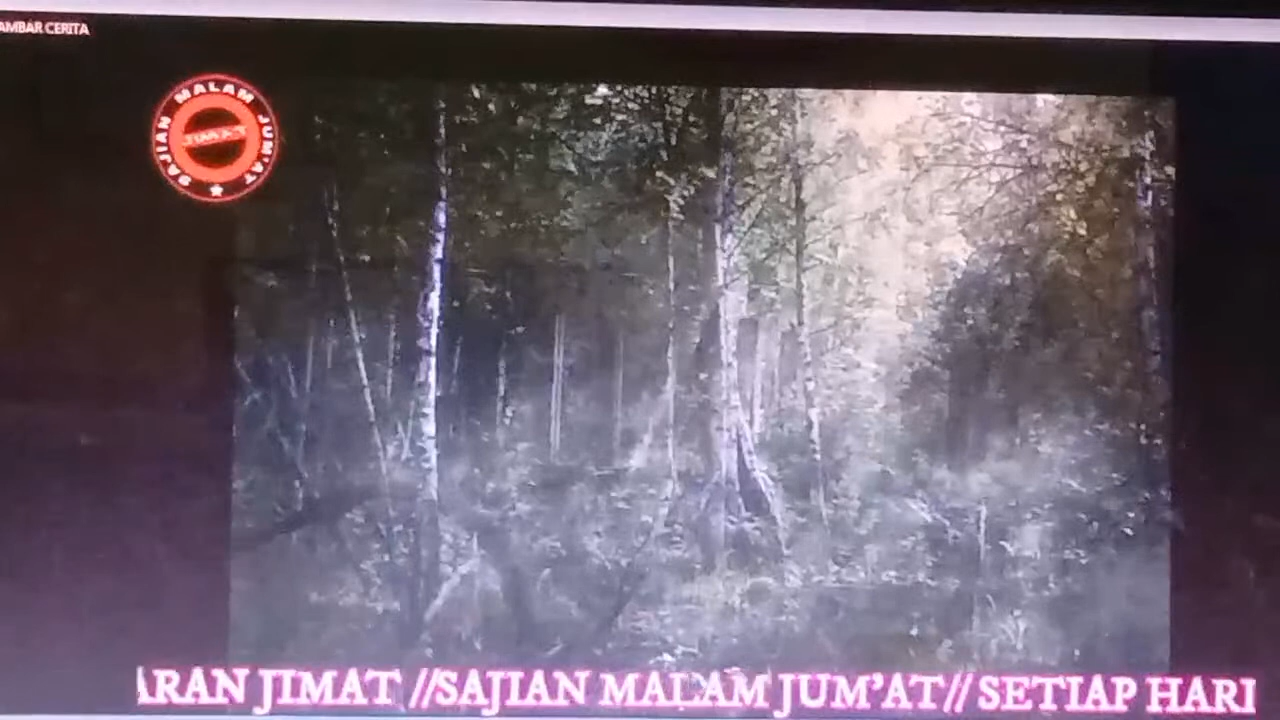 AMBAR CERITA
SAJIAN MALAM JUM'AT
ARAN JIMAT //SAJIAN MALAM JUM'AT// SETIAP HARI